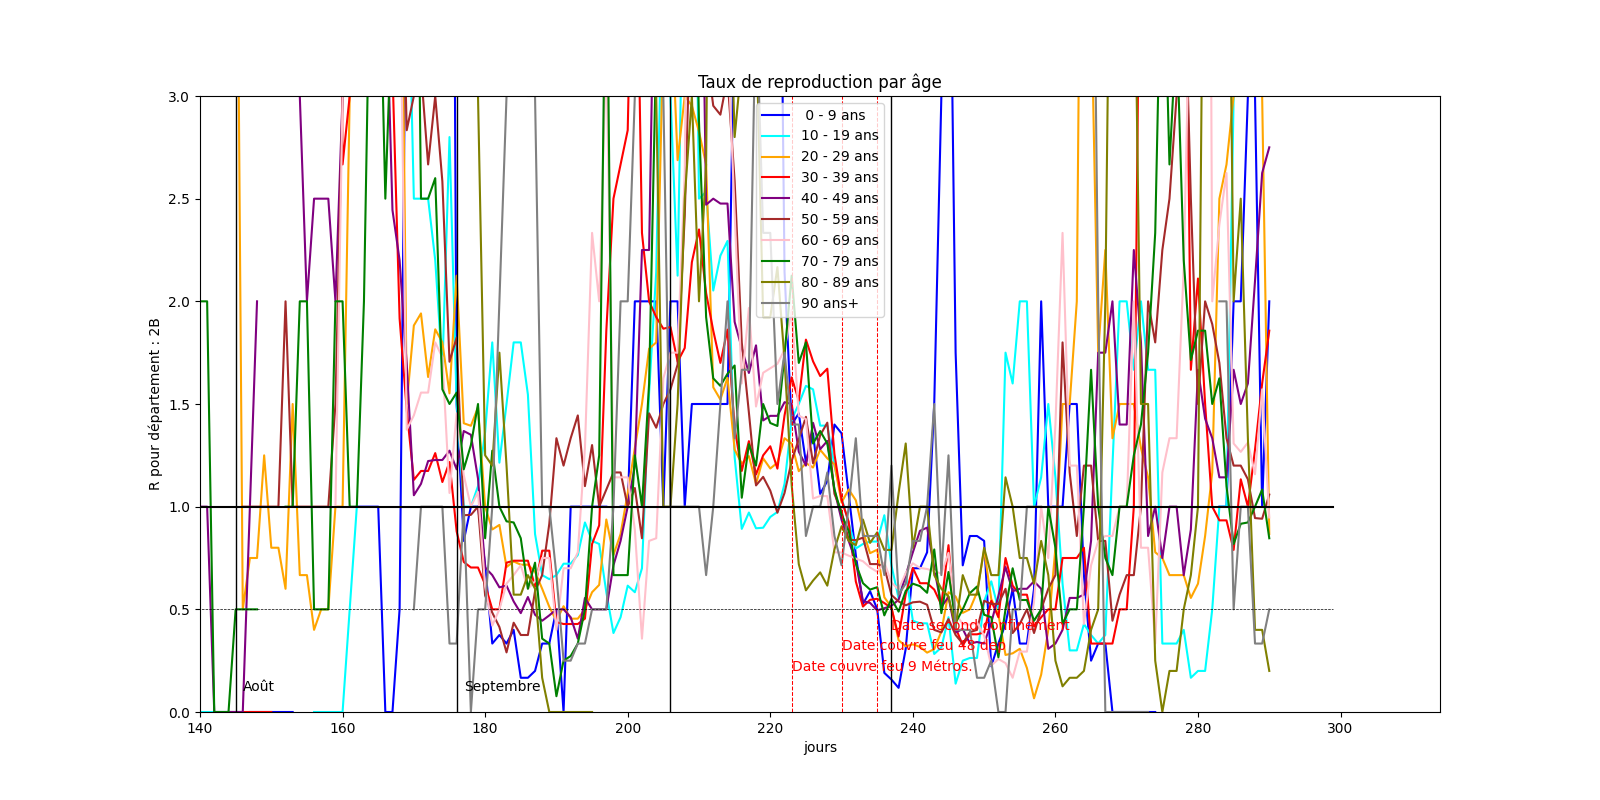 Taux de reproduction par âge
R pour département : 2B
3.0
2.5
2.0
1.5
1.0
0.5
0.0
0 - 9 ans
10 - 19 ans
20 - 29 ans
30 - 39 ans
40 - 49 ans
50 - 59 ans
60 - 69 ans
70 - 79 ans
80 - 89 ans
90 ans+
Date second confinement
Date couvre feu 48 dep
Date couvre feu 9 Métros.
Août
Septembre
140 160 180 200 220 240 260 280 300
jours